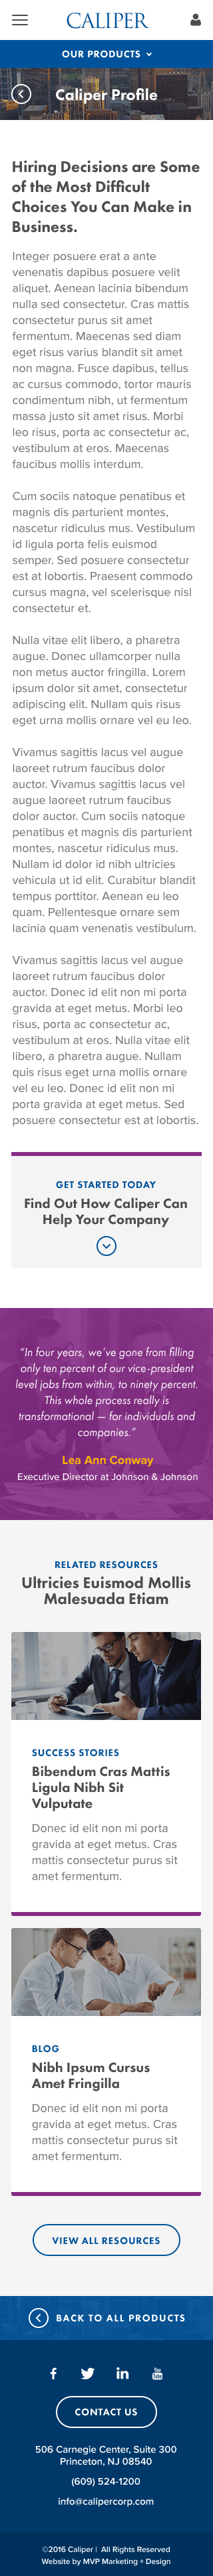 CALIPER
OUR PRODUCTS
Caliper Profile
Hiring Decisions are Some
of the Most Difficult
Choices You Can Make in
Business.
Integer posuere erat a ante
venenatis dapibus posuere velit
aliquet. Aenean lacinia bibendum
nulla sed consectetur. Cras mattis
consectetur purus sit amet
fermentum. Maecenas sed diam
eget risus varius blandit sit amet
non magna. Fusce dapibus, tellus
ac cursus commodo, tortor mauris
condimentum nibh, ut fermentum
massa justo sit amet risus. Morbi
leo risus, porta ac consectetur ac,
vestibulum at eros. Maecenas
faucibus mollis interdum.
Cum sociis natoque penatibus et
magnis dis parturient montes,
nascetur ridiculus mus. Vestibulum
id ligula porta felis euismod
semper. Sed posuere consectetur
est at lobortis. Praesent commodo
cursus magna, vel scelerisque nisl
consectetur et.
Nulla vitae elit libero, a pharetra
augue. Donec ullamcorper nulla
non metus auctor fringilla. Lorem
ipsum dolor sit amet, consectetur
adipiscing elit. Nullam quis risus
eget urna mollis ornare vel eu leo.
Vivamus sagittis lacus vel augue
laoreet rutrum faucibus dolor
auctor. Vivamus sagittis lacus vel
augue laoreet rutrum faucibus
dolor auctor. Cum sociis natoque
penatibus et magnis dis parturient
montes, nascetur ridiculus mus.
Nullam id dolor id nibh ultricies
vehicula ut id elit. Curabitur blandit
tempus porttitor. Aenean eu leo
quam. Pellentesque ornare sem
lacinia quam venenatis vestibulum.
Vivamus sagittis lacus vel augue
laoreet rutrum faucibus dolor
auctor. Donec id elit non mi porta
gravida at eget metus. Morbi leo
risus, porta ac consectetur ac,
vestibulum at eros. Nulla vitae elit
libero, a pharetra augue. Nullam
quis risus eget urna mollis ornare
vel eu leo. Donec id elit non mi
porta gravida at eget metus. Sed
posuere consectetur est at lobortis.
GET STARTED TODAY
Find Out How Caliper Can
Help Your Company
“In four years, we’ve gone from filling
only ten percent of our vice-president
level jobs from within, to ninety percent.
This whole process really is
transformational — for individuals and
companies.”
Lea Ann Conway
Executive Director at Johnson & Johnson
RELATED RESOURCES
Ultricies Euismod Mollis
Malesuada Etiam
SUCCESS STORIES
Bibendum Cras Mattis
Ligula Nibh Sit
Vulputate
Donec id elit non mi porta
gravida at eget metus. Cras
mattis consectetur purus sit
amet fermentum.
BLOG
Nibh Ipsum Cursus
Amet Fringilla
Donec id elit non mi porta
gravida at eget metus. Cras
mattis consectetur purus sit
amet fermentum.
VIEW ALL RESOURCES
BACK TO ALL PRODUCTS
CONTACT US
506 Carnegie Center, Suite 300
Princeton, NJ 08540
(609) 524-1200
info@calipercorp.com
©2016 Caliper | All Rights Reserved
Website by MVP Marketing + Design